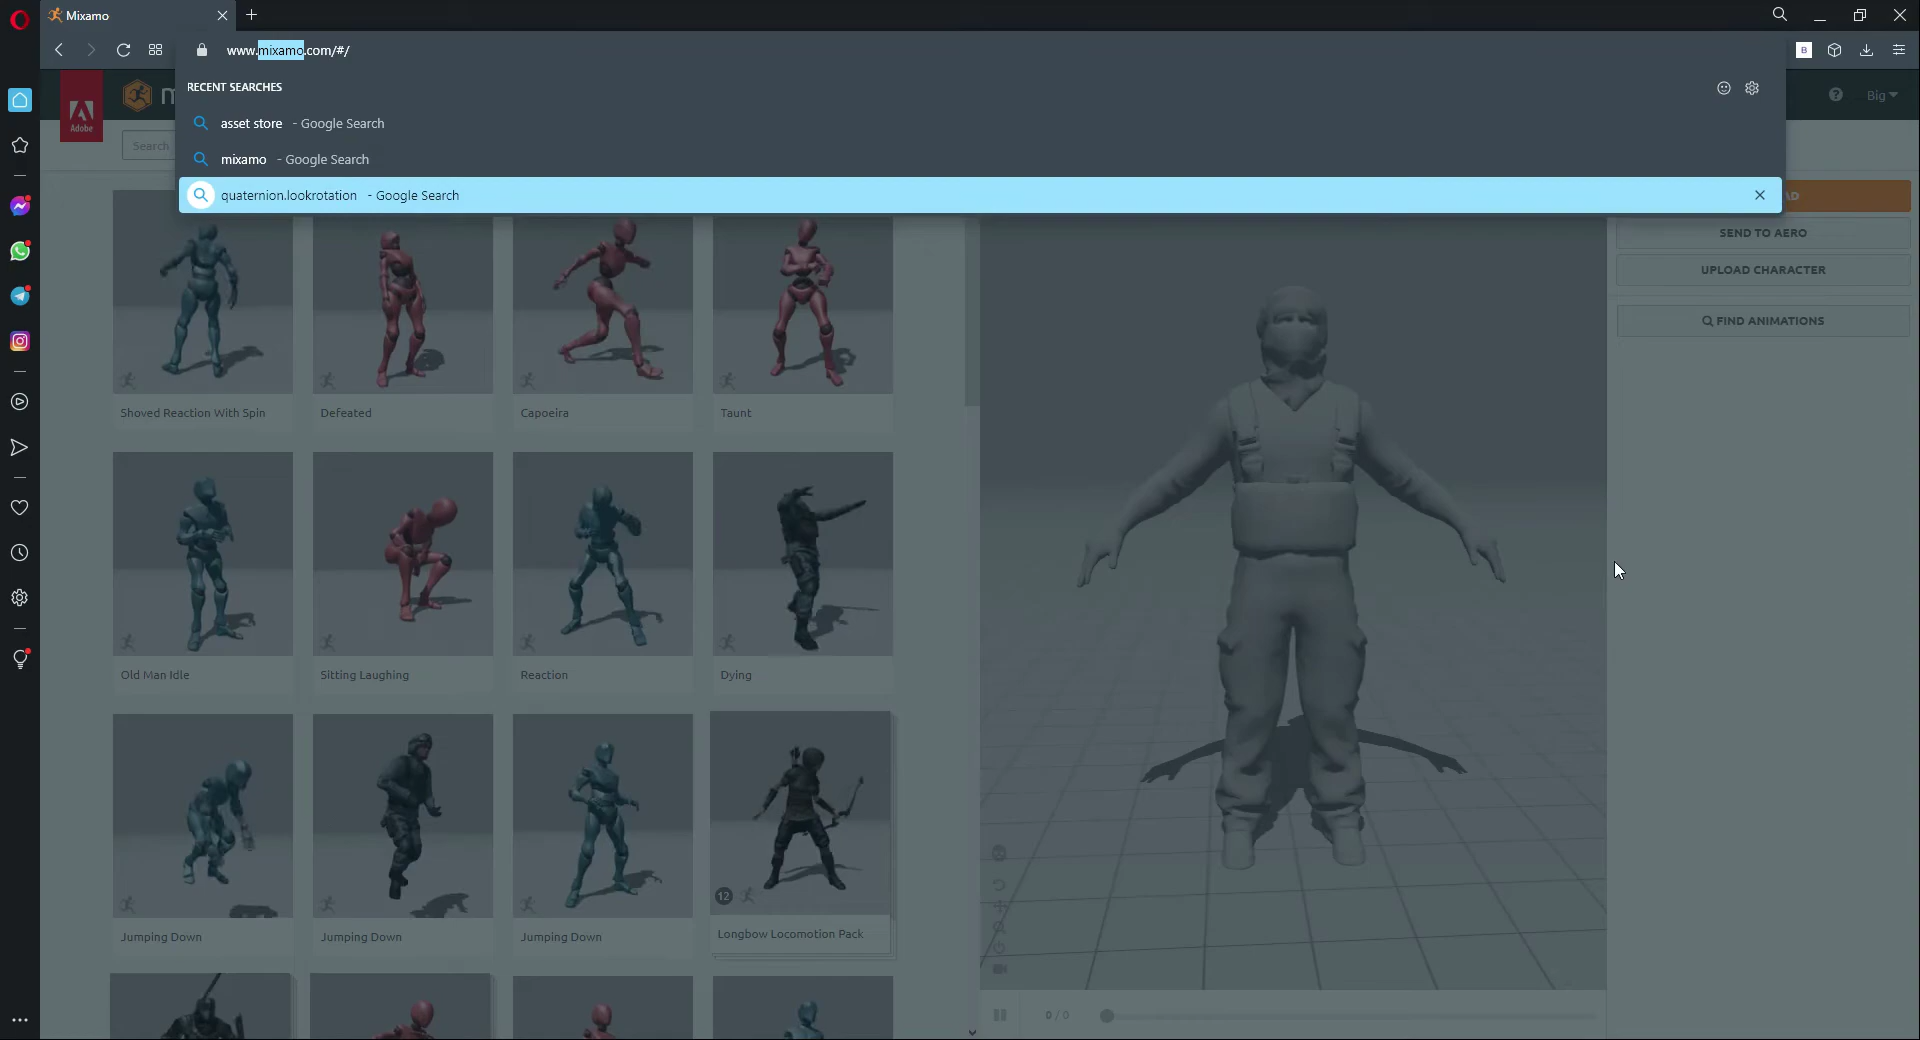 Mixamo
www.mixamo.com/#/
B
RECENT SEARCHES
asset store - Google Search
mixamo - Google Search
quaternion.lookrotation - Google Search
Adobe
m
Big
Search
AD
SEND TO AERO
UPLOAD CHARACTER
FIND ANIMATIONS
Shoved Reaction With Spin
Defeated
Capoeira
Taunt
Old Man Idle
Sitting Laughing
Reaction
Dying
12
Jumping Down
Jumping Down
Jumping Down
Longbow Locomotion Pack
0 / 0